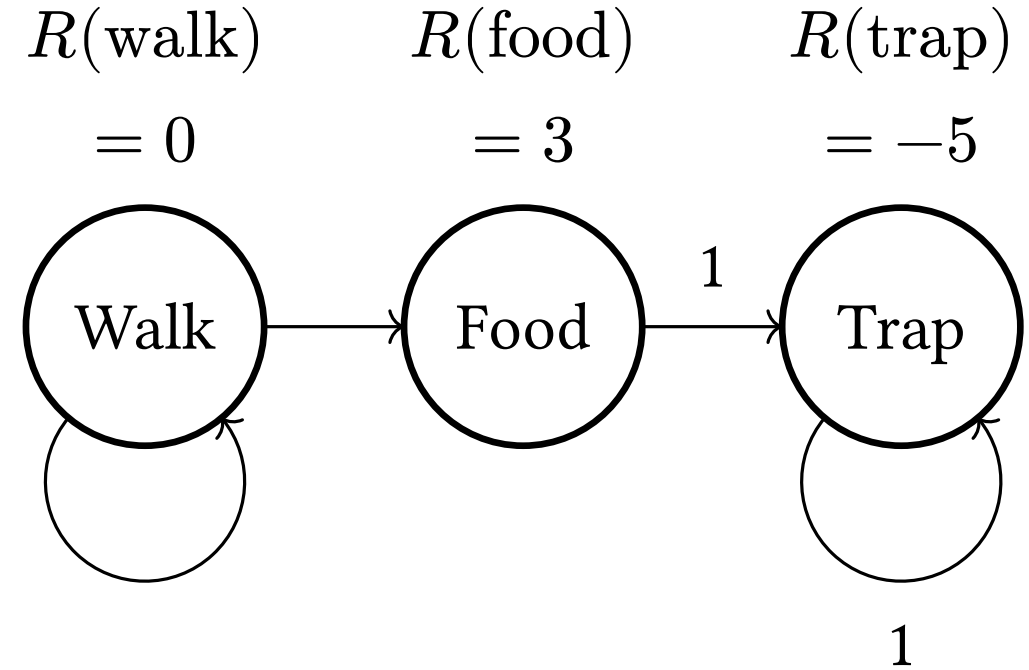 R(walk) R(food) R(trap)
= 0 = 3 = −5
1
Walk Food Trap
1